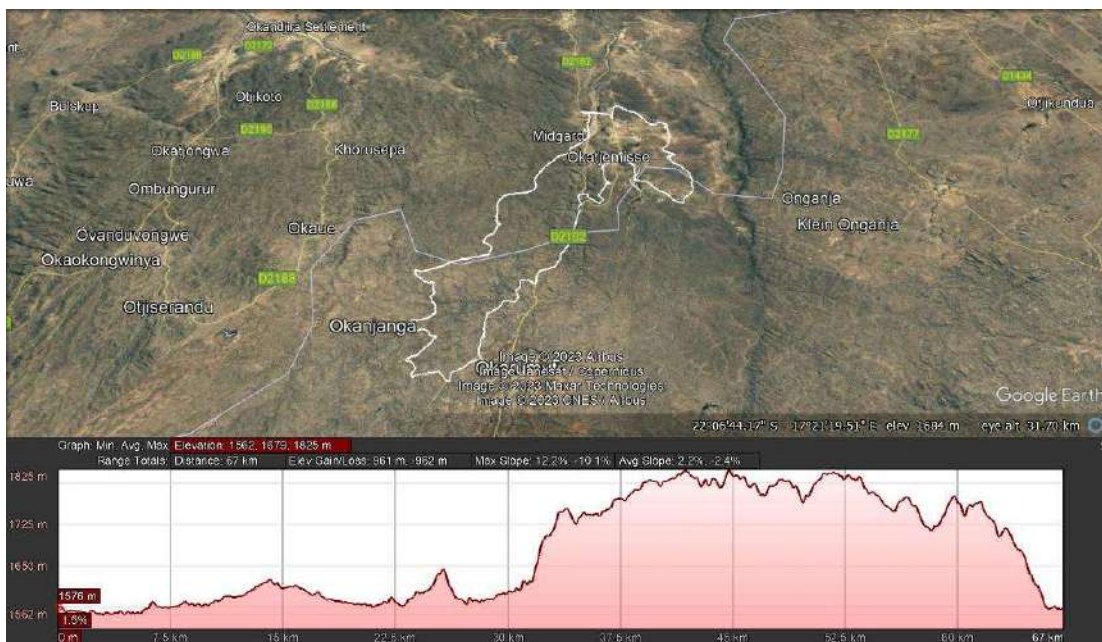 Okandjira Settlement
D2188
D2172
D2102
D1434
Otjikoto
D2168
Otjikundua
D2177
D2190
Midgard
Okatjongwa
Khorusepa
Okatjemisse
Ombungurur
Onganja
Okaue
Klein Onganja
Ovanduvongwe
D2102
Okaokongwinya
D2188
Otjiserandu
Okanjanga
Image © 2023 Airbus
Image Landsat / Copernicus
Image © 2023 Maxar Technologies
Image © 2023 CNES / Airbus
Google Earth
22°06'44.17" S 17°21'19.51" E elev 1684 m eye alt 31.70 km
Graph: Min, Avg, Max Elevation: 1562, 1679, 1825 m
Range Totals: Distance: 67 km Elev Gain/Loss: 961 m, -962 m Max Slope: 12.2%, -10.1% Avg Slope: 2.2%, -2.4%
1825 m
1725 m
1650 m
1576 m
1562 m
1.5%
0 m 7.5 km 15 km 22.5 km 30 km 37.5 km 45 km 52.5 km 60 km 67 km